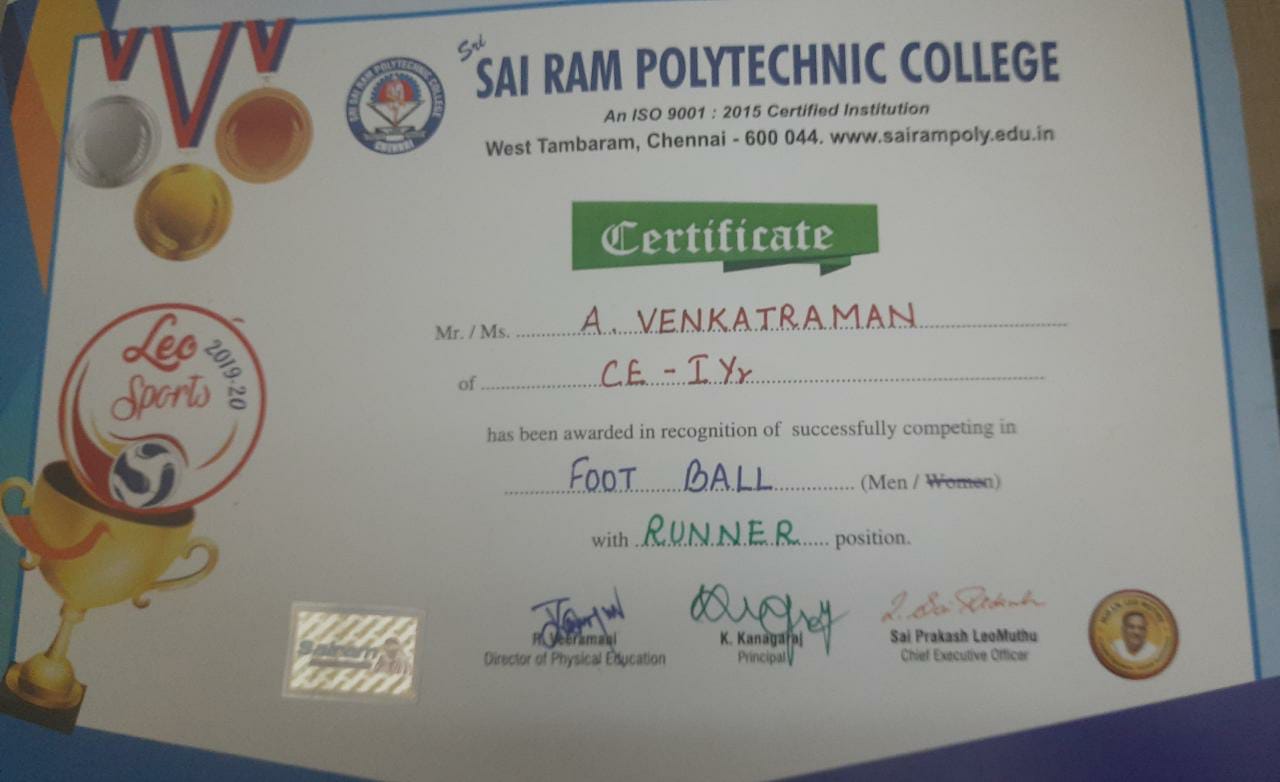 Sri
SAI RAM POLYTECHNIC COLLEGE
An ISO 9001 : 2015 Certified Institution
West Tambaram, Chennai - 600 044. www.sairampoly.edu.in
SRI SAI RAM POLYTECHNIC COLLEGE
CHENNAI
Certificate
Mr. / Ms. A. VENKATRAMAN
of CE - I Yr
has been awarded in recognition of successfully competing in
FOOT BALL (Men / Women)
with RUNNER position.
Leo
Sports
2019-20
Sairam
R. Veeramani
Director of Physical Education
K. Kanagaraj
Principal
Sai Prakash LeoMuthu
Chief Executive Officer